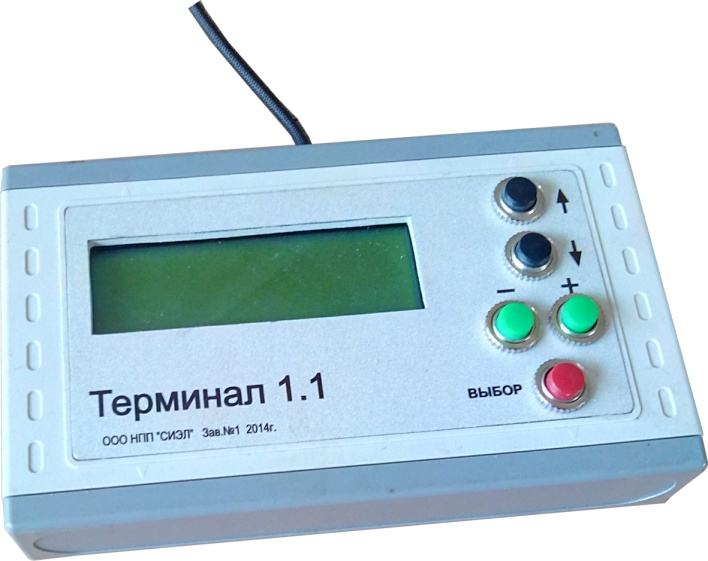 − +
ВЫБОР
Терминал 1.1
ООО НПП "СИЭЛ" Зав.№1 2014г.